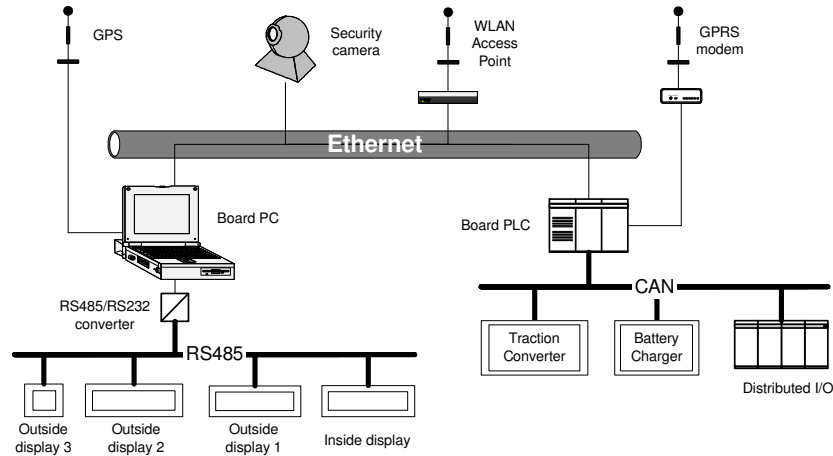 GPS
Security
camera
WLAN
Access
Point
GPRS
modem
Ethernet
Board PC
Board PLC
RS485/RS232
converter
CAN
Traction
Converter
Battery
Charger
Distributed I/O
RS485
Outside
display 3
Outside
display 2
Outside
display 1
Inside display